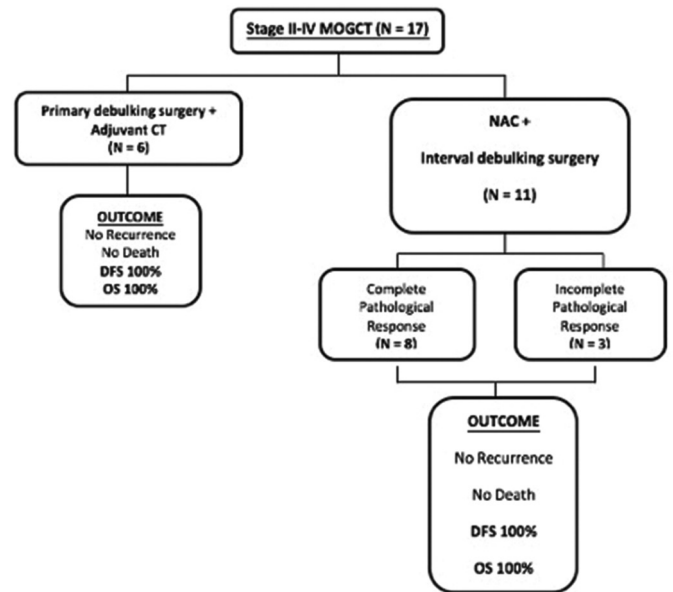 Stage II-IV MOGCT (N = 17)
Primary debulking surgery +
Adjuvant CT
(N = 6)
OUTCOME
No Recurrence
No Death
DFS 100%
OS 100%
NAC +
Interval debulking surgery
(N = 11)
Complete
Pathological
Response
(N = 8)
Incomplete
Pathological
Response
(N = 3)
OUTCOME
No Recurrence
No Death
DFS 100%
OS 100%